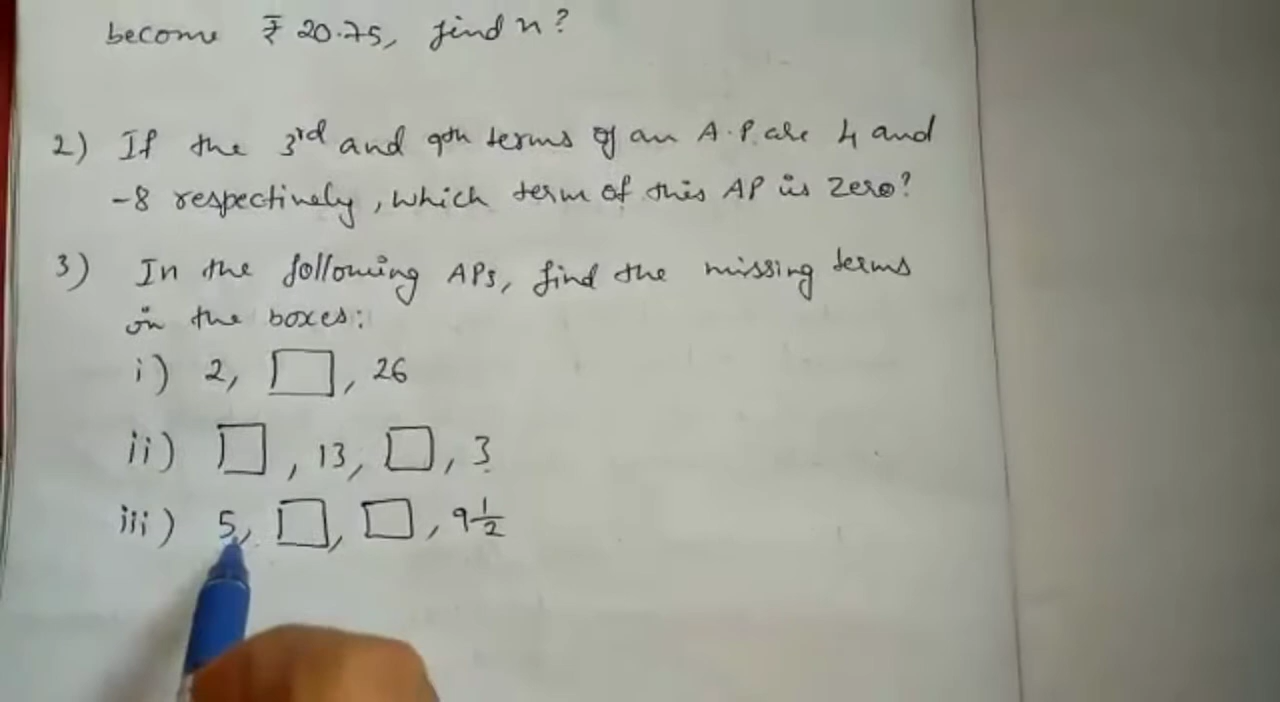 become ₹ 20.75, find n?
2) If the 3rd and 9th terms of an A.P. are 4 and
-8 respectively, which term of this AP is zero?
3) In the following APs, find the missing terms
in the boxes:
i) 2, □, 26
ii) □, 13, □, 3
iii) 5, □, □, 9 1/2